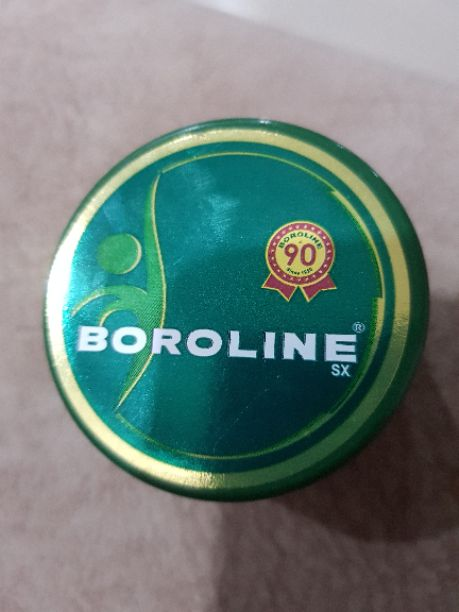 BOROLINE
90
Since 1929
BOROLINE®
SX